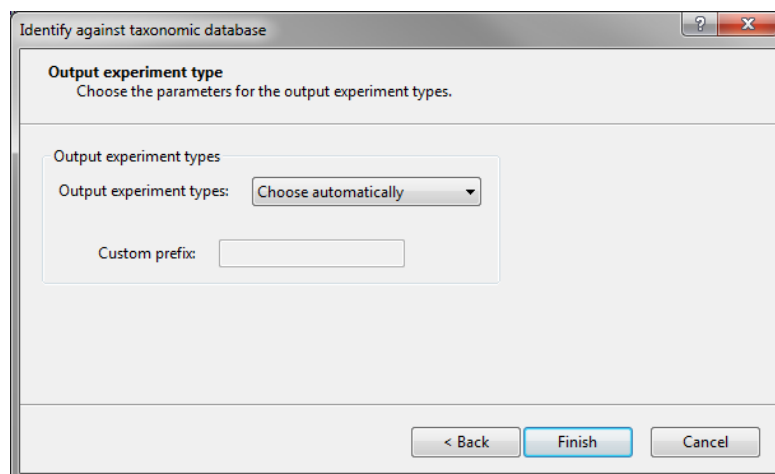 Identify against taxonomic database
?
X
Output experiment type
Choose the parameters for the output experiment types.
Output experiment types
Output experiment types: Choose automatically
Custom prefix:
< Back Finish Cancel